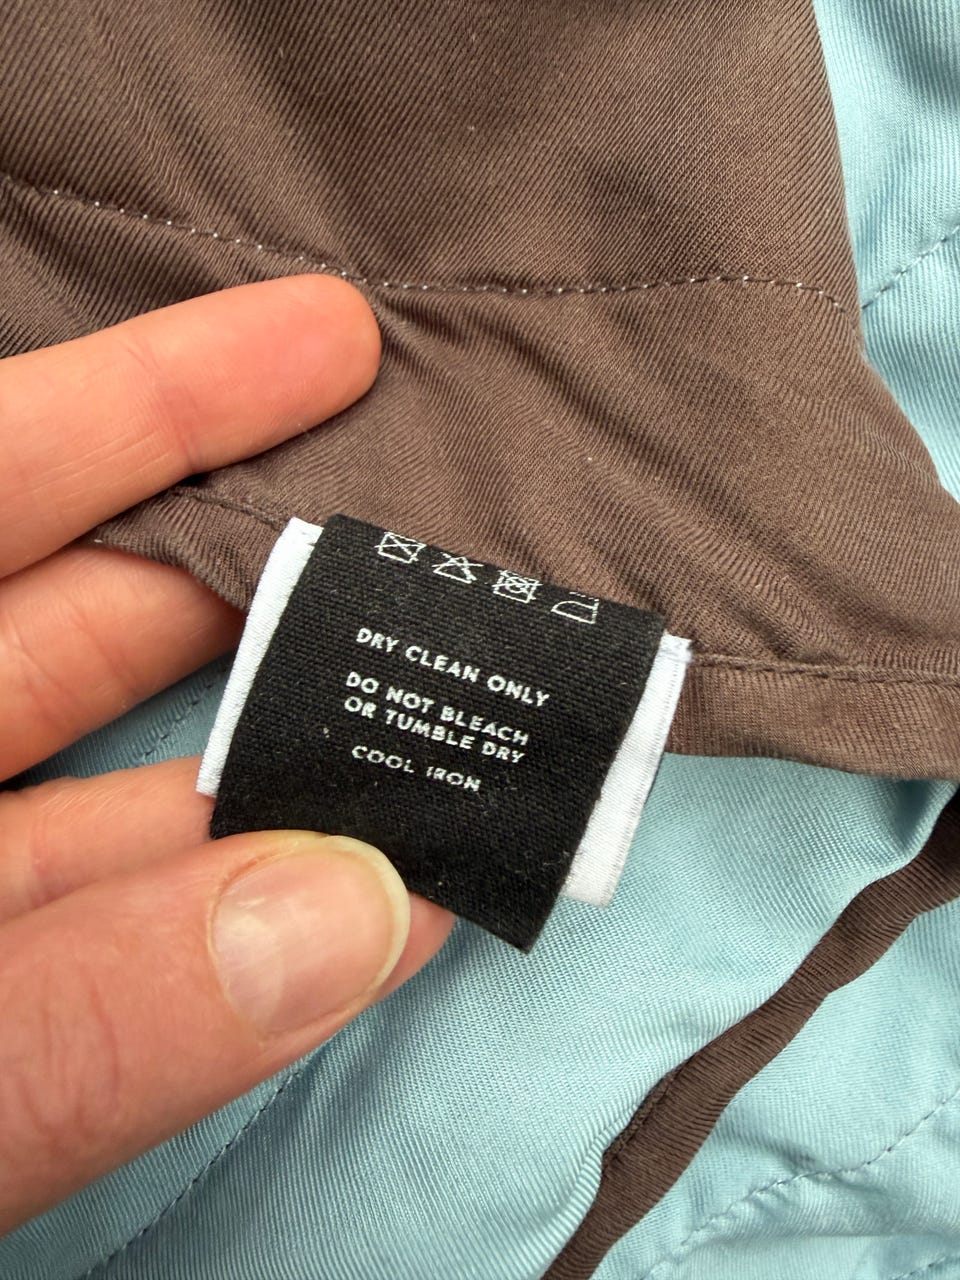 DRY CLEAN ONLY
DO NOT BLEACH
OR TUMBLE DRY
COOL IRON